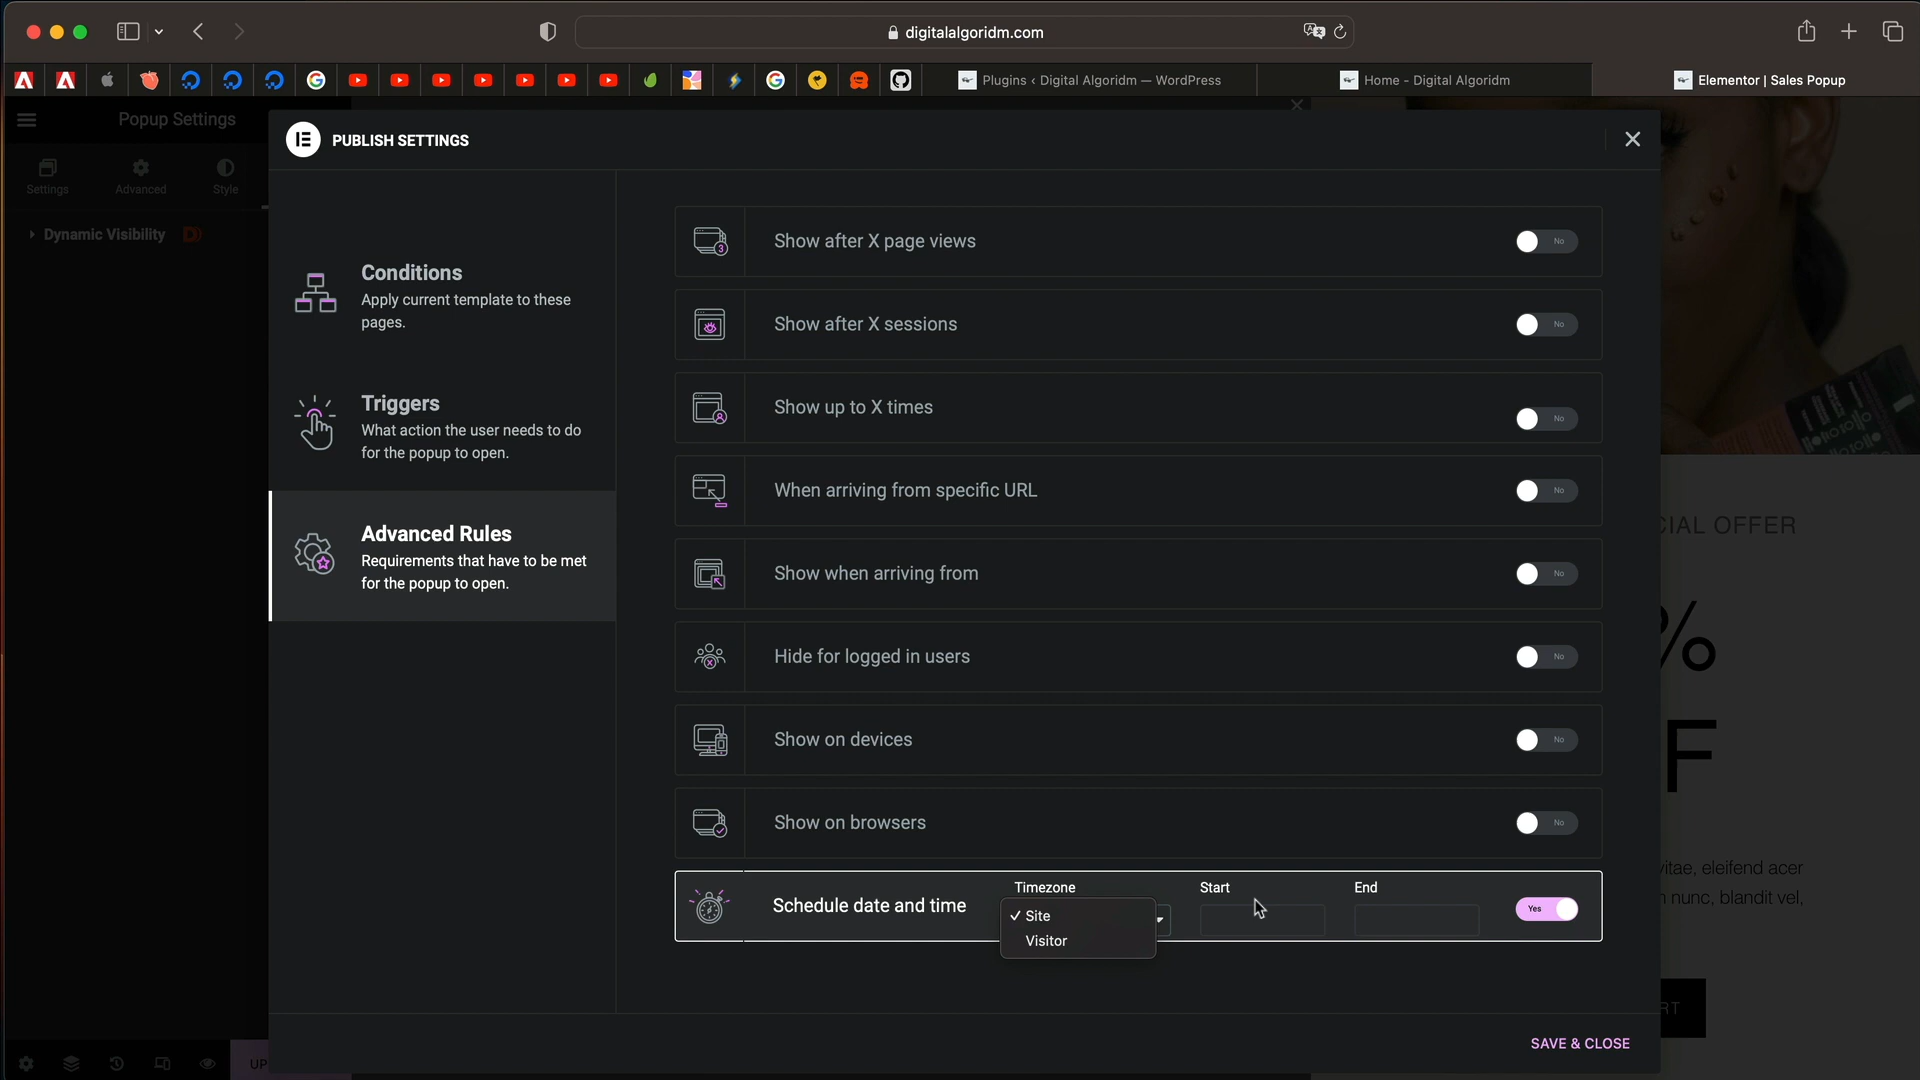 digitalalgoridm.com
Plugins ‹ Digital Algoridm — WordPress
Home - Digital Algoridm
Elementor | Sales Popup
Popup Settings
PUBLISH SETTINGS
Settings
Advanced
Style
Dynamic Visibility
Conditions
Apply current template to these
pages.
Triggers
What action the user needs to do
for the popup to open.
Advanced Rules
Requirements that have to be met
for the popup to open.
Show after X page views
No
Show after X sessions
No
Show up to X times
No
When arriving from specific URL
No
Show when arriving from
No
Hide for logged in users
No
Show on devices
No
Show on browsers
No
Schedule date and time
Timezone
Site
Visitor
Start
End
Yes
SAVE & CLOSE
CIAL OFFER
%
F
vitae, eleifend acer
n nunc, blandit vel,
RT
UP